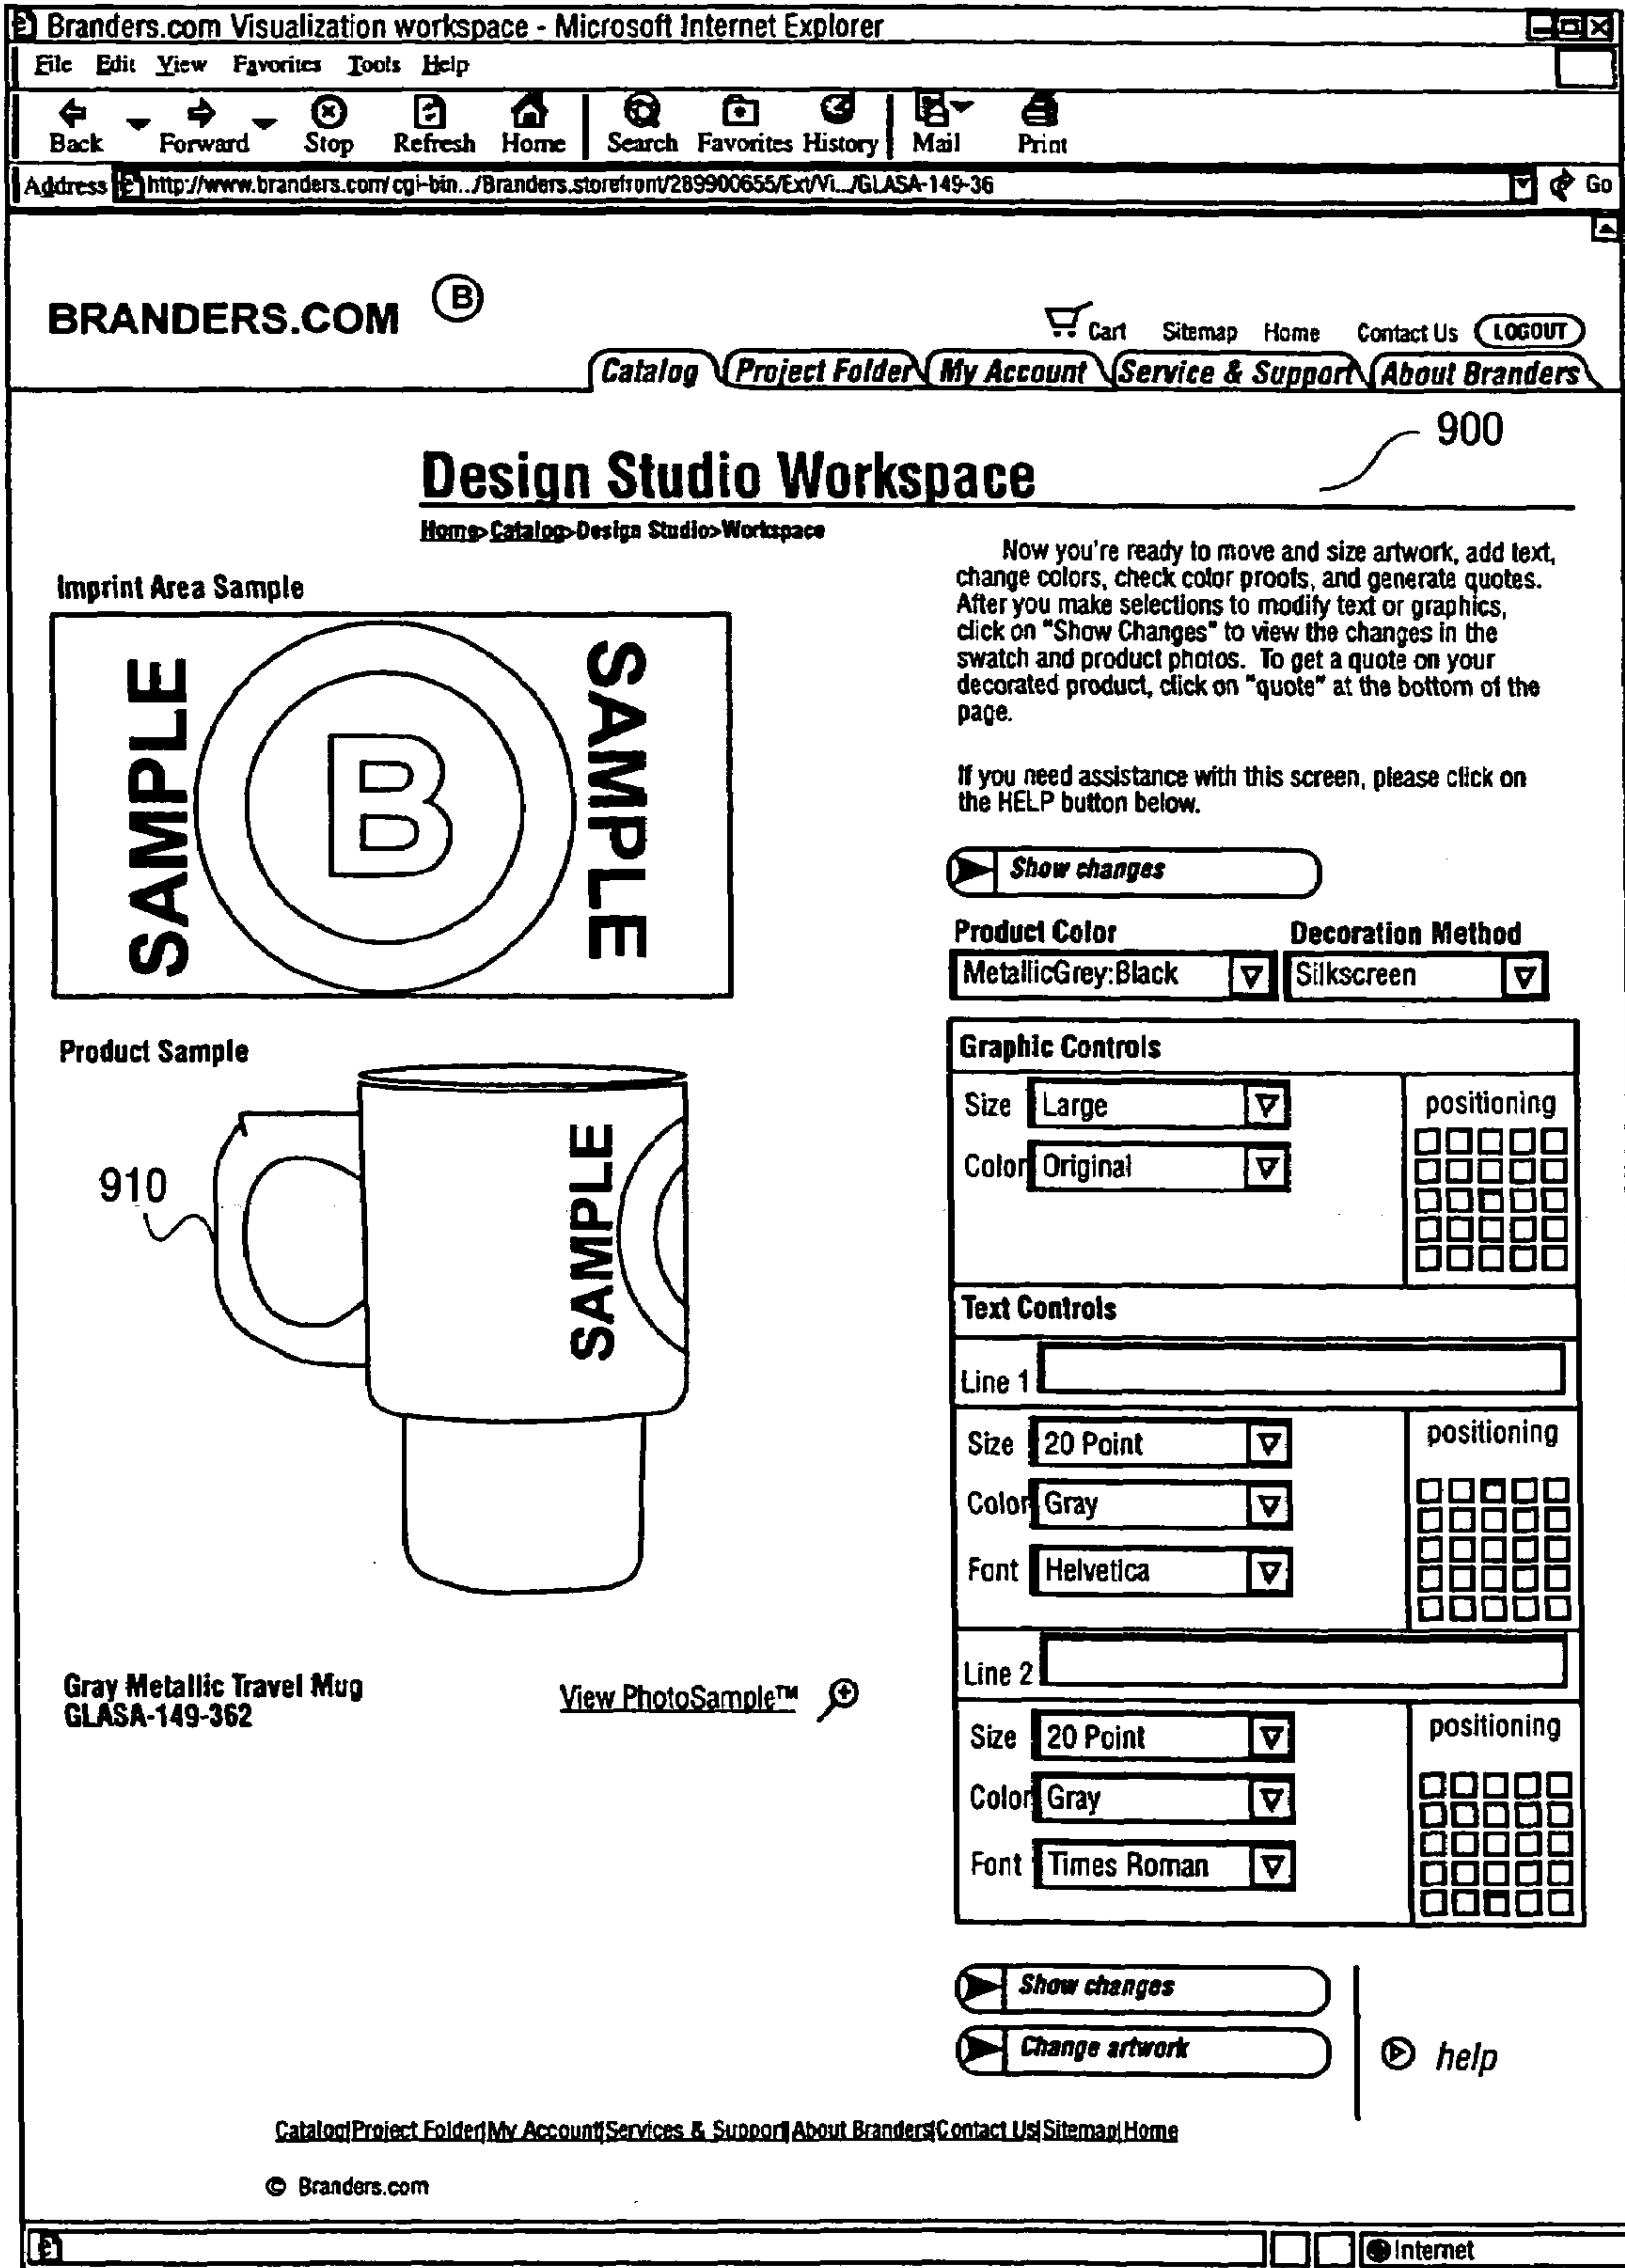 Branders.com Visualization workspace - Microsoft Internet Explorer
File Edit View Favorites Tools Help
Back Forward Stop Refresh Home Search Favorites History Mail Print
Address http://www.branders.com/cgi-bin../Branders.storefront/289900655/Ext/Vi.../GLASA-149-36 Go
BRANDERS.COM B
Cart Sitemap Home Contact Us LOGOUT
Catalog Project Folder My Account Service & Support About Branders
900
Design Studio Workspace
Home>Catalog>Design Studio>Workspace
Now you're ready to move and size artwork, add text,
change colors, check color proofs, and generate quotes.
After you make selections to modify text or graphics,
click on "Show Changes" to view the changes in the
swatch and product photos. To get a quote on your
decorated product, click on "quote" at the bottom of the
page.
If you need assistance with this screen, please click on
the HELP button below.
Imprint Area Sample
SAMPLE B SAMPLE
Show changes
Product Color Decoration Method
MetallicGrey:Black Silkscreen
Product Sample
SAMPLE
910
Gray Metallic Travel Mug
GLASA-149-362
View PhotoSample™
Graphic Controls
Size Large positioning
Color Original
Text Controls
Line 1
Size 20 Point positioning
Color Gray
Font Helvetica
Line 2
Size 20 Point positioning
Color Gray
Font Times Roman
Show changes
Change artwork
help
Catalog|Project Folder|My Account|Services & Support|About Branders|Contact Us|Sitemap|Home
© Branders.com
Internet